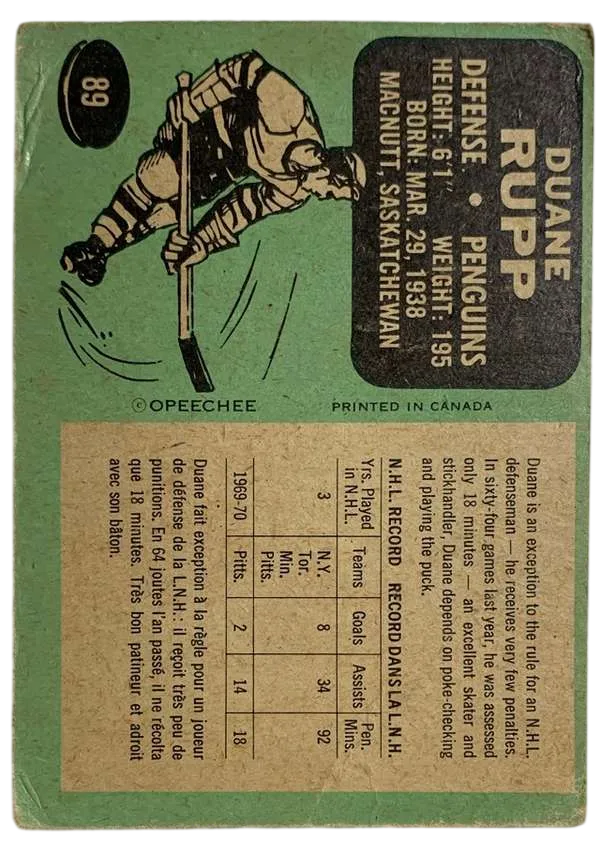 89
DUANE
RUPP
DEFENSE • PENGUINS
HEIGHT: 6'1" WEIGHT: 195
BORN: MAR. 29, 1938
MACNUTT, SASKATCHEWAN
© OPEECHEE
PRINTED IN CANADA
Duane is an exception to the rule for an N.H.L.
defenseman — he receives very few penalties.
In sixty-four games last year, he was assessed
only 18 minutes — an excellent skater and
stickhandler, Duane depends on poke-checking
and playing the puck.
N.H.L. RECORD RECORD DANS LA L.N.H.
Yrs. Played in N.H.L. Teams Goals Assists Pen. Mins.
3 N.Y. 8 34 92
Tor.
Min.
Pitts.
1969-70 Pitts. 2 14 18
Duane fait exception à la règle pour un joueur
de défense de la L.N.H.: il reçoit très peu de
punitions. En 64 joutes l'an passé, il ne récolta
que 18 minutes. Très bon patineur et adroit
avec son bâton.